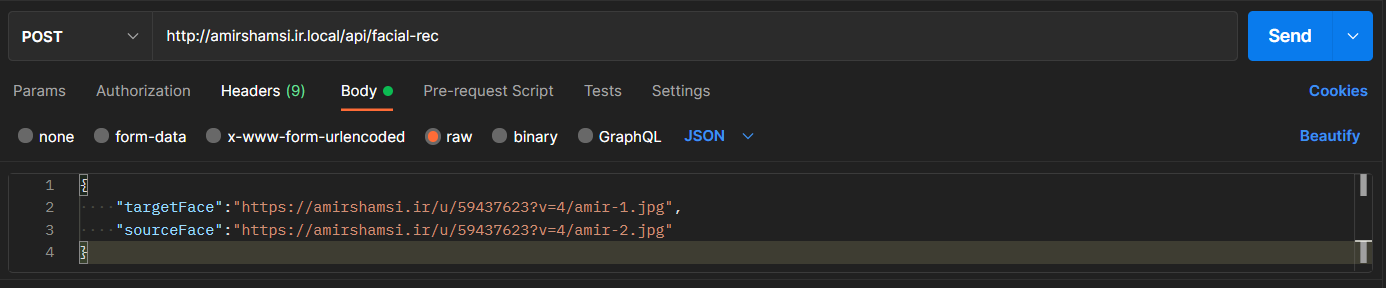 POST http://amirshamsi.ir.local/api/facial-rec Send
Params Authorization Headers (9) Body Pre-request Script Tests Settings Cookies
none form-data x-www-form-urlencoded raw binary GraphQL JSON Beautify
1 {
2 "targetFace":"https://amirshamsi.ir/u/59437623?v=4/amir-1.jpg",
3 "sourceFace":"https://amirshamsi.ir/u/59437623?v=4/amir-2.jpg"
4 }